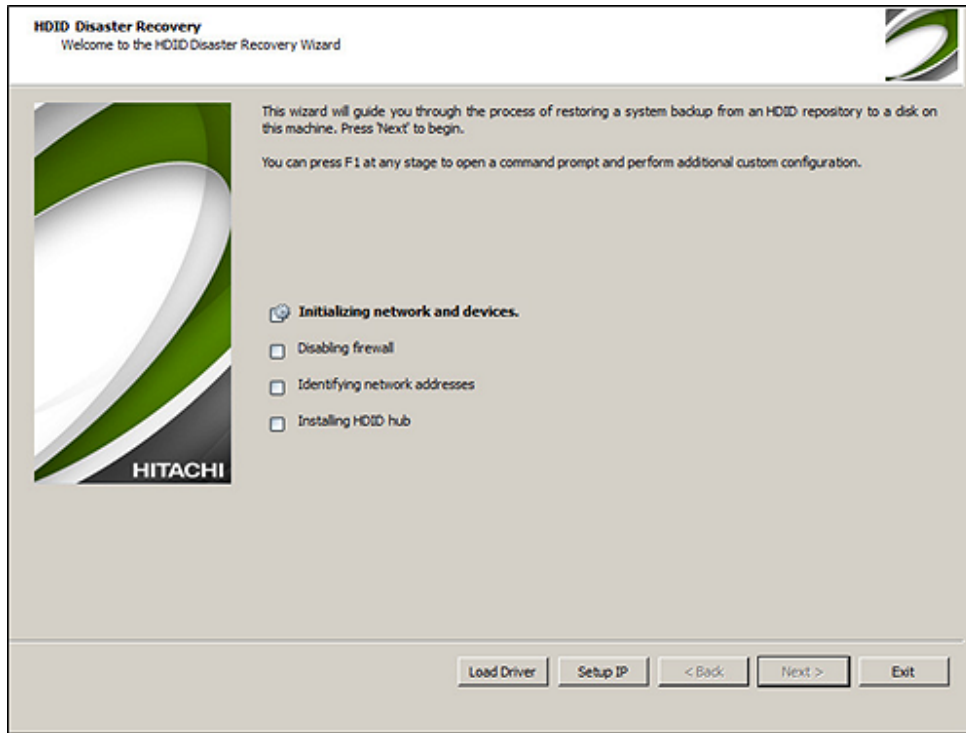 HDID Disaster Recovery
Welcome to the HDID Disaster Recovery Wizard
This wizard will guide you through the process of restoring a system backup from an HDID repository to a disk on
this machine. Press 'Next' to begin.
You can press F1 at any stage to open a command prompt and perform additional custom configuration.
Initializing network and devices.
Disabling firewall
Identifying network addresses
Installing HDID hub
HITACHI
Load Driver
Setup IP
< Back
Next >
Exit